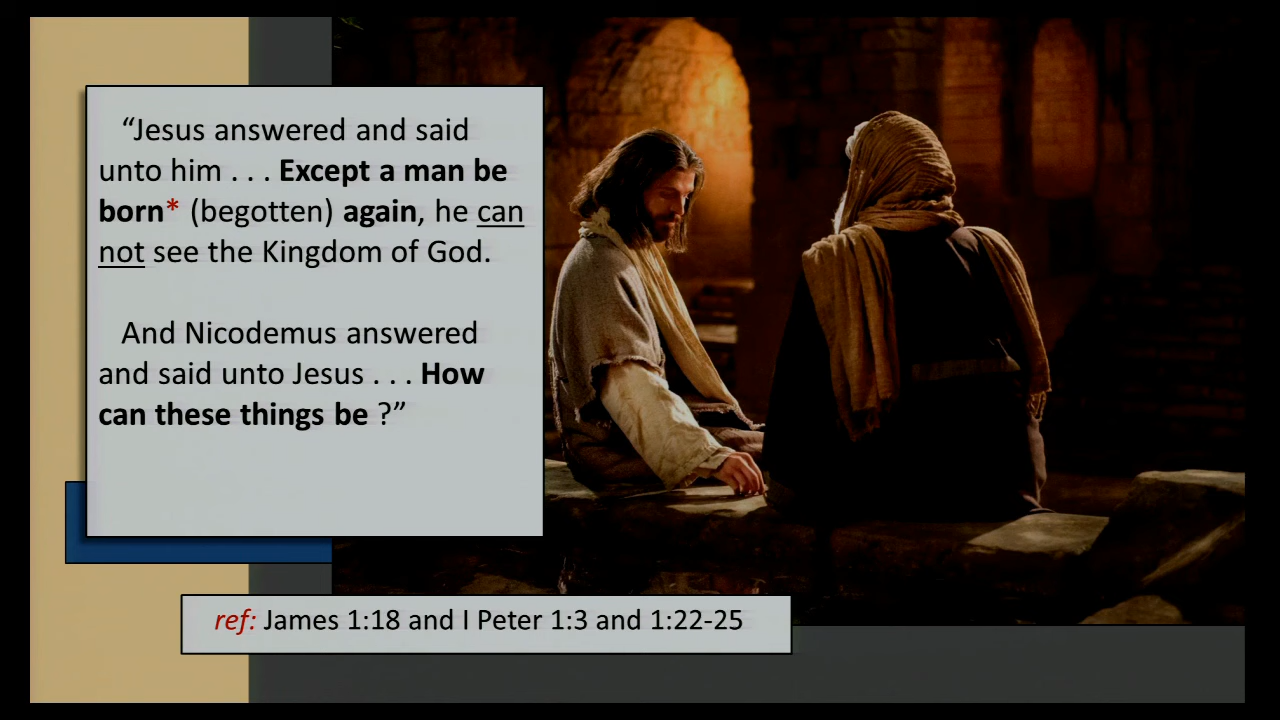 “Jesus answered and said
unto him . . . Except a man be
born* (begotten) again, he can
not see the Kingdom of God.
And Nicodemus answered
and said unto Jesus . . . How
can these things be ?”
ref: James 1:18 and I Peter 1:3 and 1:22-25